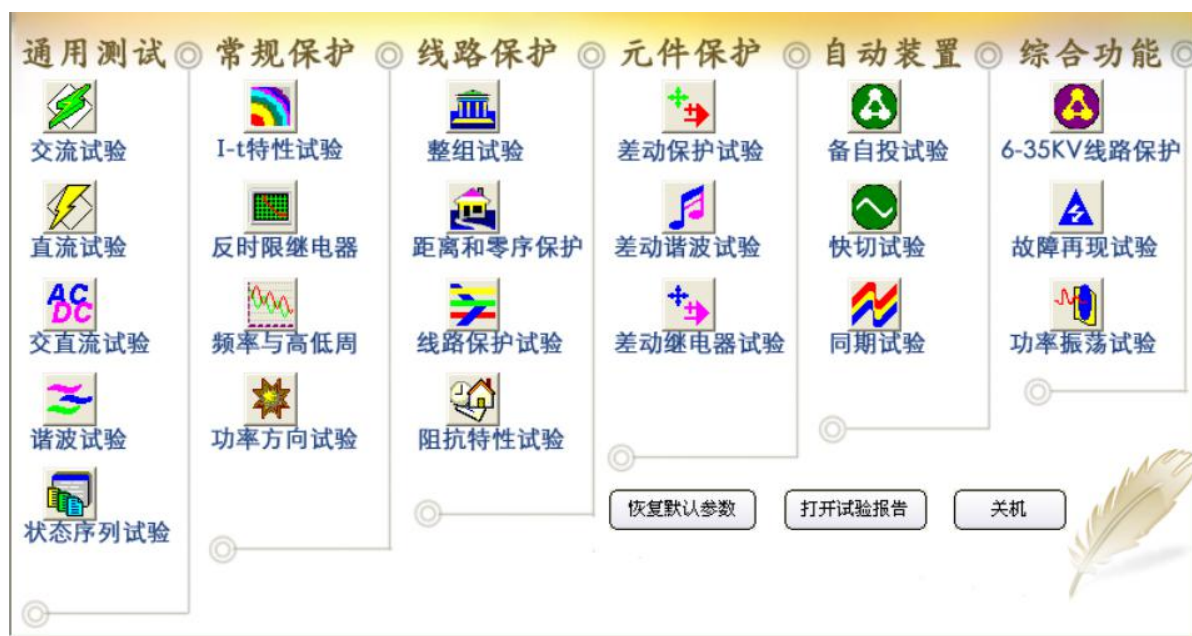 通用测试
常规保护
线路保护
元件保护
自动装置
综合功能
交流试验
I-t特性试验
整组试验
差动保护试验
备自投试验
6-35KV线路保护
直流试验
反时限继电器
距离和零序保护
差动谐波试验
快切试验
故障再现试验
AC
DC
交直流试验
频率与高低周
线路保护试验
差动继电器试验
同期试验
功率振荡试验
谐波试验
功率方向试验
阻抗特性试验
状态序列试验
恢复默认参数
打开试验报告
关机